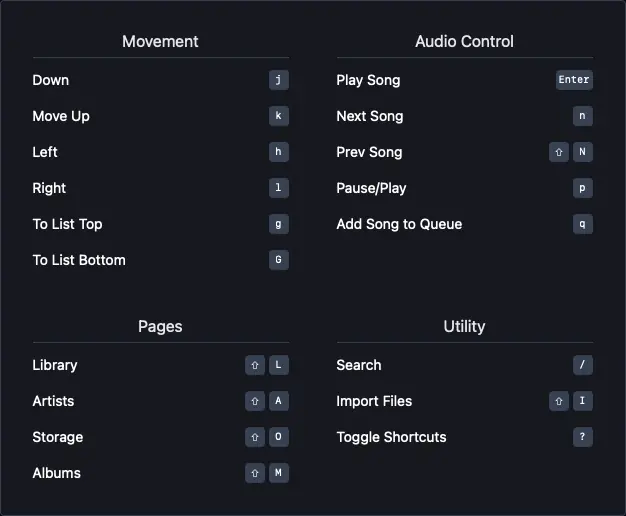 Movement
Down j
Move Up k
Left h
Right l
To List Top g
To List Bottom G
Audio Control
Play Song Enter
Next Song n
Prev Song ⇧ N
Pause/Play p
Add Song to Queue q
Pages
Library ⇧ L
Artists ⇧ A
Storage ⇧ O
Albums ⇧ M
Utility
Search /
Import Files ⇧ I
Toggle Shortcuts ?